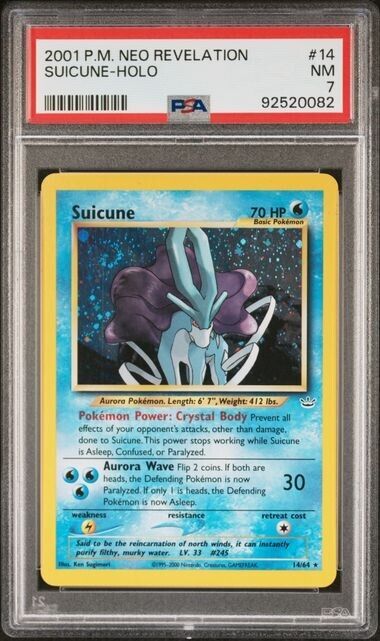 2001 P.M. NEO REVELATION #14
SUICUNE-HOLO NM
7
PSA 92520082
Suicune 70 HP
Basic Pokémon
Aurora Pokémon. Length: 6' 7", Weight: 412 lbs.
Pokémon Power: Crystal Body Prevent all
effects of your opponent's attacks, other than damage,
done to Suicune. This power stops working while Suicune
is Asleep, Confused, or Paralyzed.
Aurora Wave Flip 2 coins. If both are
heads, the Defending Pokémon is now
Paralyzed. If only 1 is heads, the Defending
Pokémon is now Asleep.
30
weakness resistance retreat cost
Said to be the reincarnation of north winds, it can instantly
purify filthy, murky water. LV. 33 #245
Illus. Ken Sugimori ©1995-2000 Nintendo, Creatures, GAMEFREAK. 14/64 ★
PSA